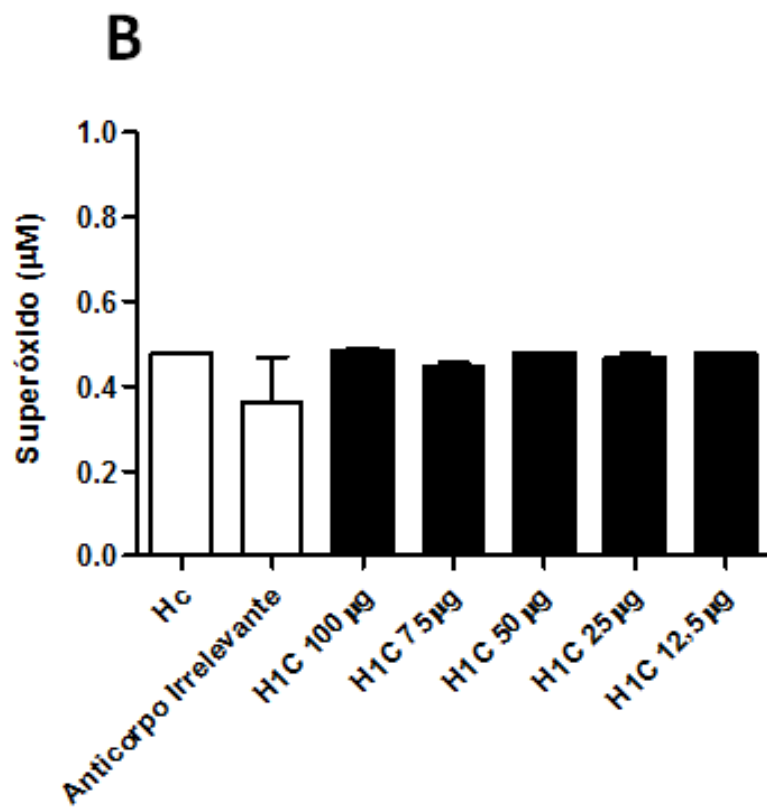 B
Superóxido (µM)
1.0
0.8
0.6
0.4
0.2
0.0
Hc
Anticorpo Irrelevante
H1C 100 µg
H1C 75µg
H1C 50 µg
H1C 25 µg
H1C 12,5 µg